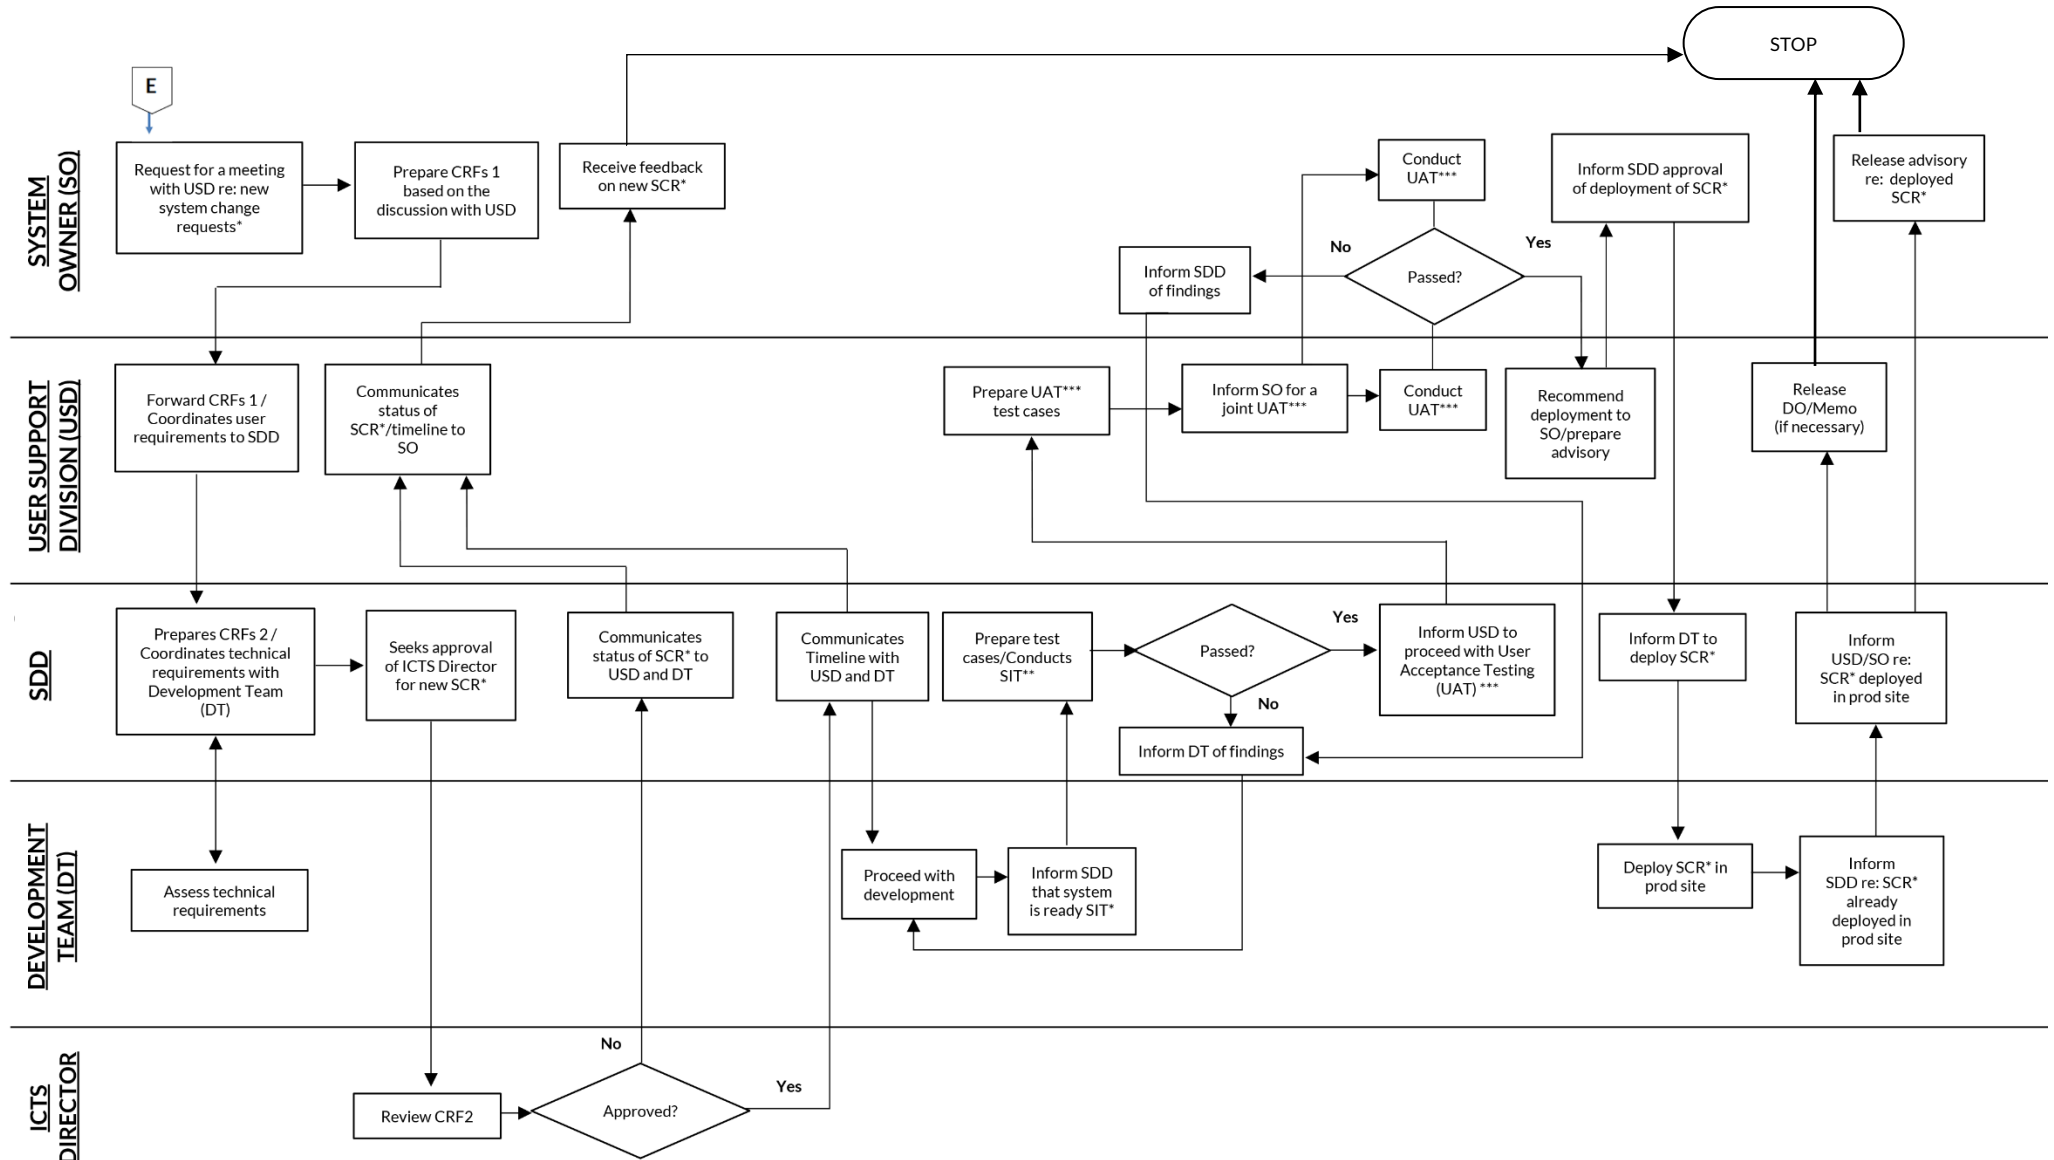 STOP
E
SYSTEM
OWNER (SO)
Request for a meeting
with USD re: new
system change
requests*
Prepare CRFs 1
based on the
discussion with USD
Receive feedback
on new SCR*
Conduct
UAT***
Inform SDD approval
of deployment of SCR*
Release advisory
re: deployed
SCR*
No
Yes
Inform SDD
of findings
Passed?
USER SUPPORT
DIVISION (USD)
Forward CRFs 1 /
Coordinates user
requirements to SDD
Communicates
status of
SCR*/timeline to
SO
Prepare UAT***
test cases
Inform SO for a
joint UAT***
Conduct
UAT***
Recommend
deployment to
SO/prepare
advisory
Release
DO/Memo
(if necessary)
SDD
Prepares CRFs 2 /
Coordinates technical
requirements with
Development Team
(DT)
Seeks approval
of ICTS Director
for new SCR*
Communicates
status of SCR* to
USD and DT
Communicates
Timeline with
USD and DT
Prepare test
cases/Conducts
SIT**
Passed?
Yes
No
Inform USD to
proceed with User
Acceptance Testing
(UAT) ***
Inform DT to
deploy SCR*
Inform
USD/SO re:
SCR* deployed
in prod site
Inform DT of findings
DEVELOPMENT
TEAM (DT)
Assess technical
requirements
Proceed with
development
Inform SDD
that system
is ready SIT*
Deploy SCR* in
prod site
Inform
SDD re: SCR*
already
deployed in
prod site
ICTS
DIRECTOR
Review CRF2
Approved?
No
Yes